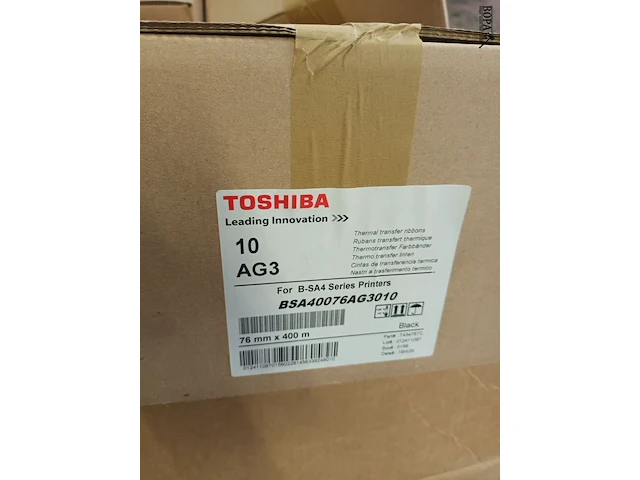 BOPA
TOSHIBA
Leading Innovation >>>
10
AG3
Thermal transfer ribbons
Rubans transfert thermique
Thermotransfer Farbbänder
Thermo transfer linten
Cintas de transferencia termica
Nastri a trasferimento termico
For B-SA4 Series Printers
BSA40076AG3010
76 mm x 400 m
Black